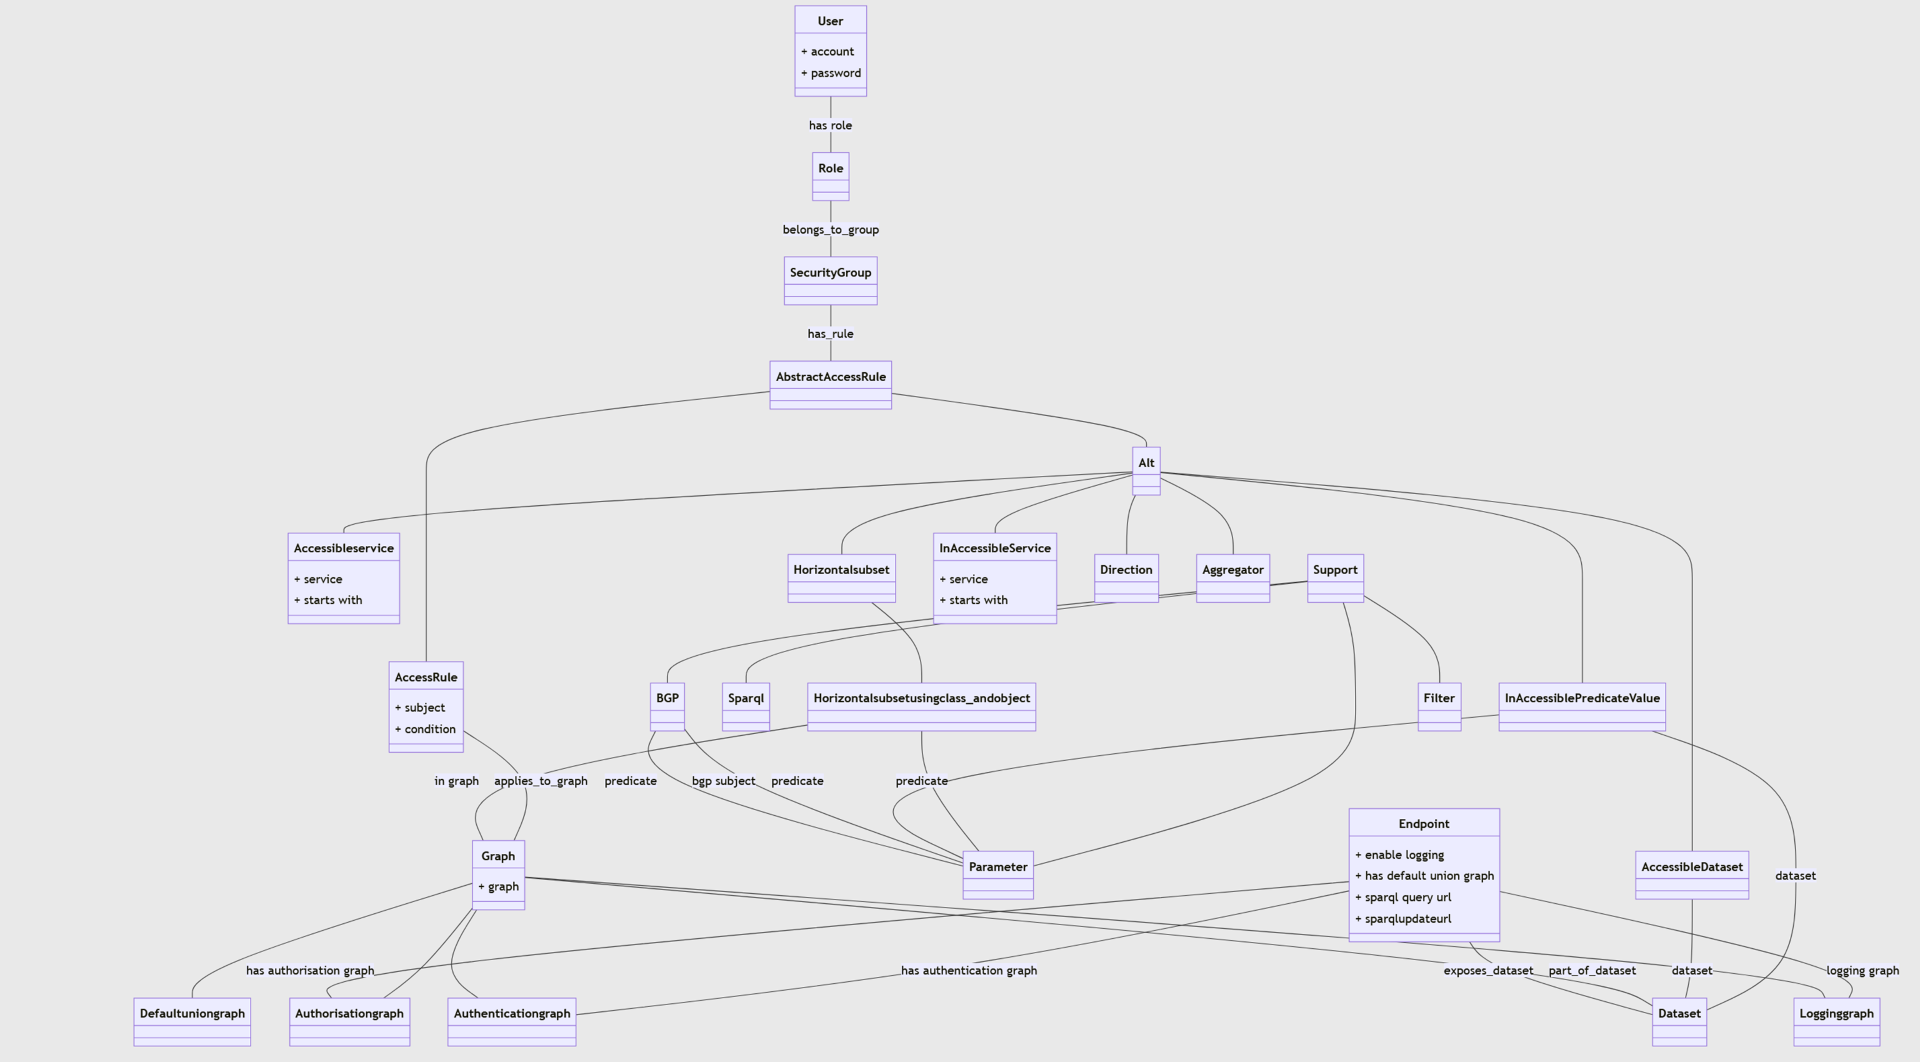 User
+ account
+ password
has role
Role
belongs_to_group
SecurityGroup
has_rule
AbstractAccessRule
Alt
Accessibleservice
+ service
+ starts with
Horizontalsubset
InAccessibleService
+ service
+ starts with
Direction
Aggregator
Support
AccessRule
+ subject
+ condition
BGP
Sparql
Horizontalsubsetusingclass_andobject
Filter
InAccessiblePredicateValue
in graph
applies_to_graph
predicate
bgp subject
predicate
predicate
Graph
+ graph
Parameter
Endpoint
+ enable logging
+ has default union graph
+ sparql query url
+ sparqlupdateurl
AccessibleDataset
dataset
has authorisation graph
has authentication graph
exposes_dataset
part_of_dataset
dataset
logging graph
Defaultuniongraph
Authorisationgraph
Authenticationgraph
Dataset
Logginggraph